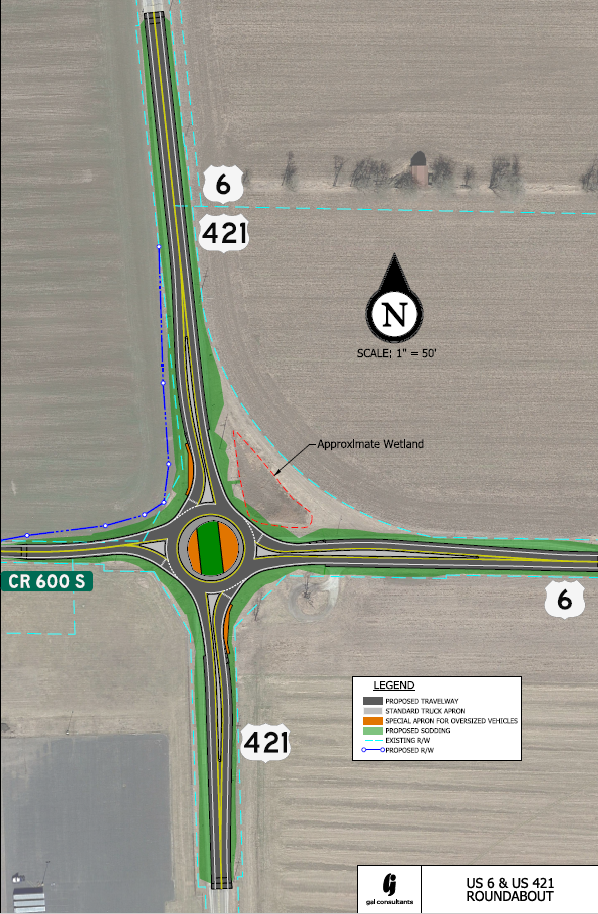 6
421
N
SCALE: 1" = 50'
Approximate Wetland
CR 600 S
6
LEGEND
PROPOSED TRAVELWAY
STANDARD TRUCK APRON
SPECIAL APRON FOR OVERSIZED VEHICLES
PROPOSED SODDING
EXISTING R/W
PROPOSED R/W
421
gai consultants
US 6 & US 421
ROUNDABOUT